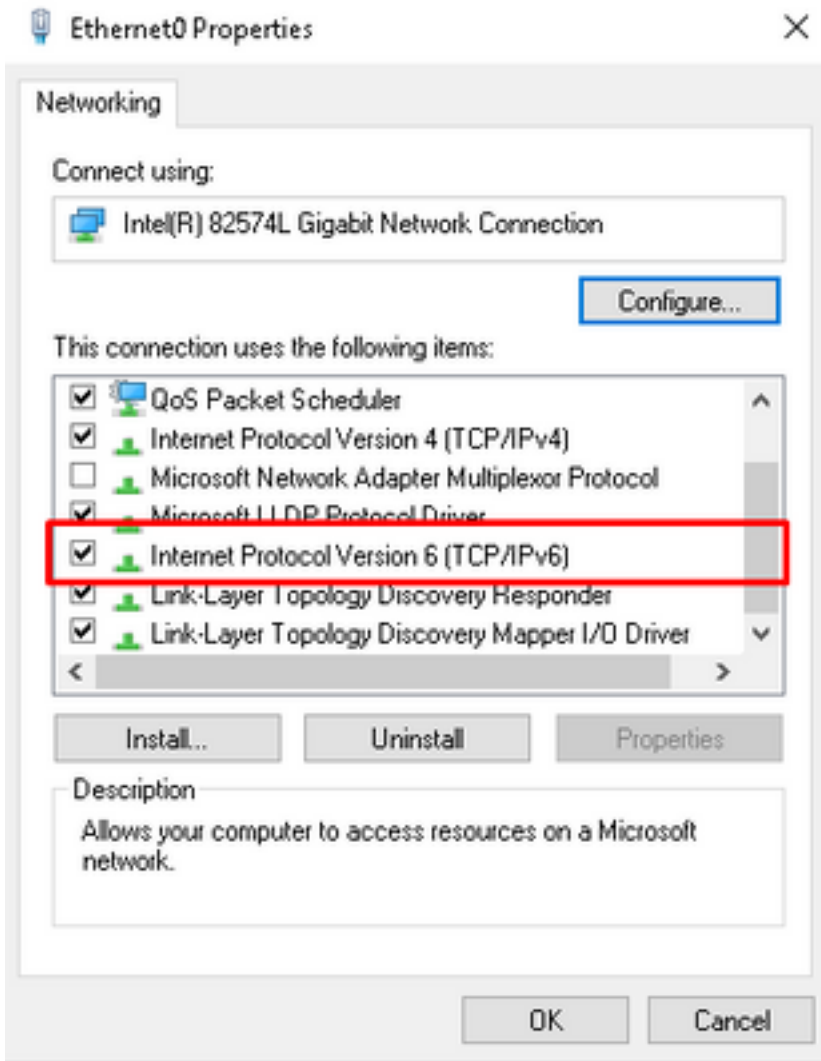 Ethernet0 Properties
Networking
Connect using:
Intel(R) 82574L Gigabit Network Connection
Configure...
This connection uses the following items:
QoS Packet Scheduler
Internet Protocol Version 4 (TCP/IPv4)
Microsoft Network Adapter Multiplexor Protocol
Microsoft LLDP Protocol Driver
Internet Protocol Version 6 (TCP/IPv6)
Link-Layer Topology Discovery Responder
Link-Layer Topology Discovery Mapper I/O Driver
Install...
Uninstall
Properties
Description
Allows your computer to access resources on a Microsoft
network.
OK
Cancel